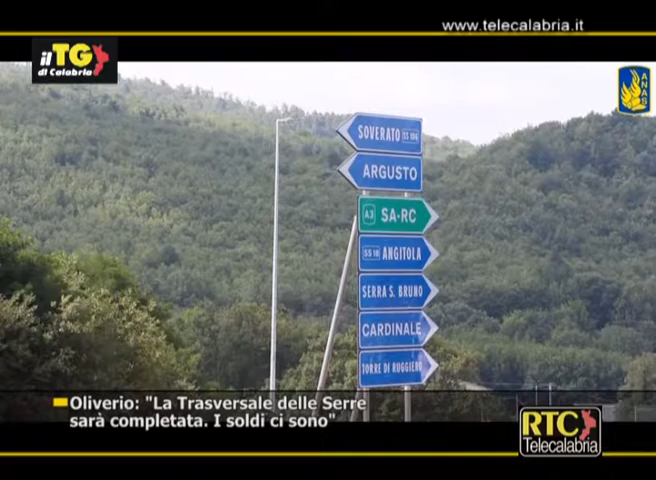 www.telecalabria.it
il TG
di Calabria
ANAS
SOVERATO SS 106
ARGUSTO
A3 SA-RC
SS 18 ANGITOLA
SERRA S. BRUNO
CARDINALE
TORRE DI RUGGIERO
Oliverio: "La Trasversale delle Serre
sarà completata. I soldi ci sono"
RTC
Telecalabria